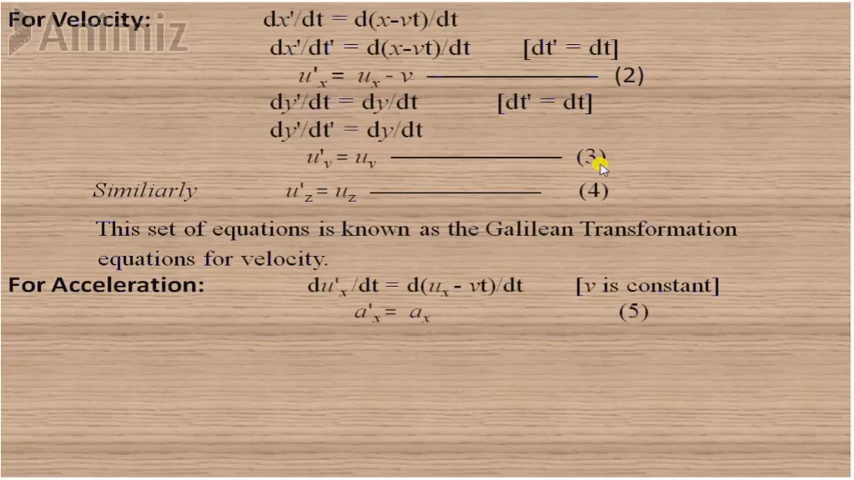 For Velocity: dx'/dt = d(x-vt)/dt
Animiz
dx'/dt' = d(x-vt)/dt [dt' = dt]
u'x = ux - v (2)
dy'/dt = dy/dt [dt' = dt]
dy'/dt' = dy/dt
u'y = uy (3)
Similiarly u'z = uz (4)
This set of equations is known as the Galilean Transformation
equations for velocity.
For Acceleration: du'x/dt = d(ux - vt)/dt [v is constant]
a'x = ax (5)